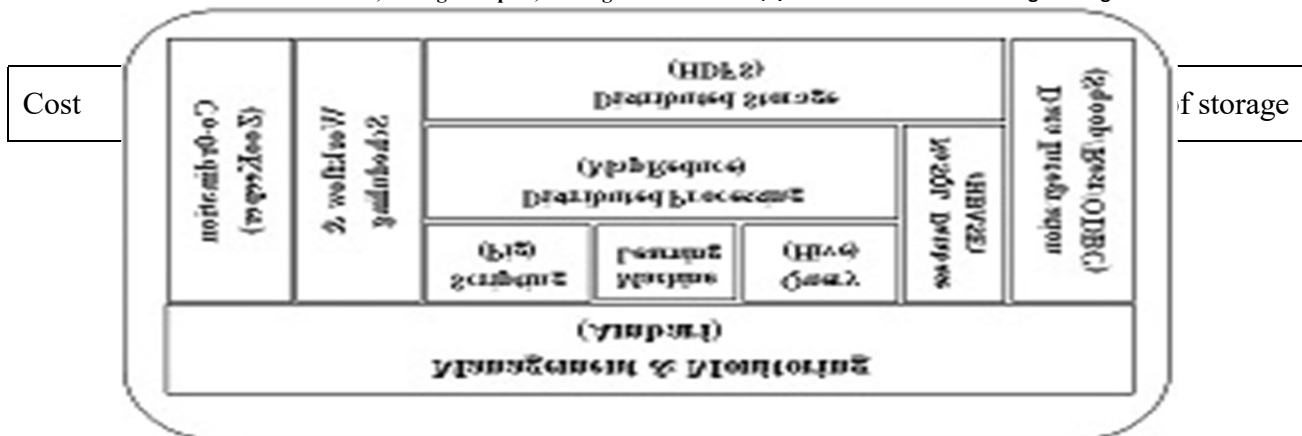 Cost
of storage
Management & Monitoring
(Ambari)
Co-ordination
(ZooKeeper)
Workflow &
Scheduling
Scripting
(Pig)
Machine
Learning
Query
(Hive)
Distributed Processing
(MapReduce)
Distributed Storage
(HDFS)
NoSQL Database
(HBASE)
Data Integration
(Sqoop/Rest/ODBC)